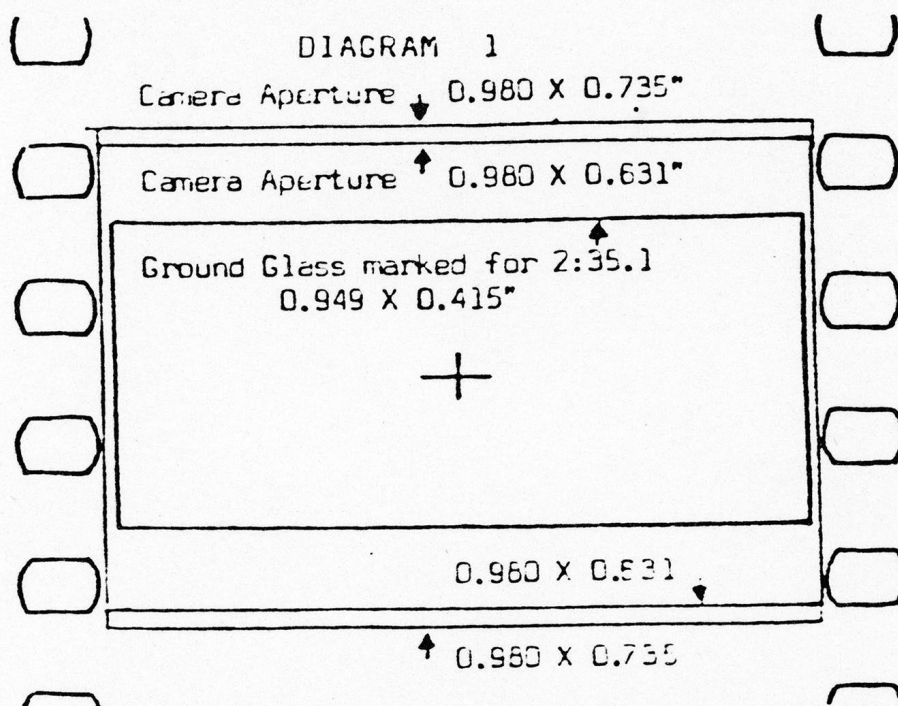 DIAGRAM 1
Camera Aperture 0.980 X 0.735"
Camera Aperture 0.980 X 0.631"
Ground Glass marked for 2:35.1
0.949 X 0.415"
0.980 X 0.631
0.980 X 0.735